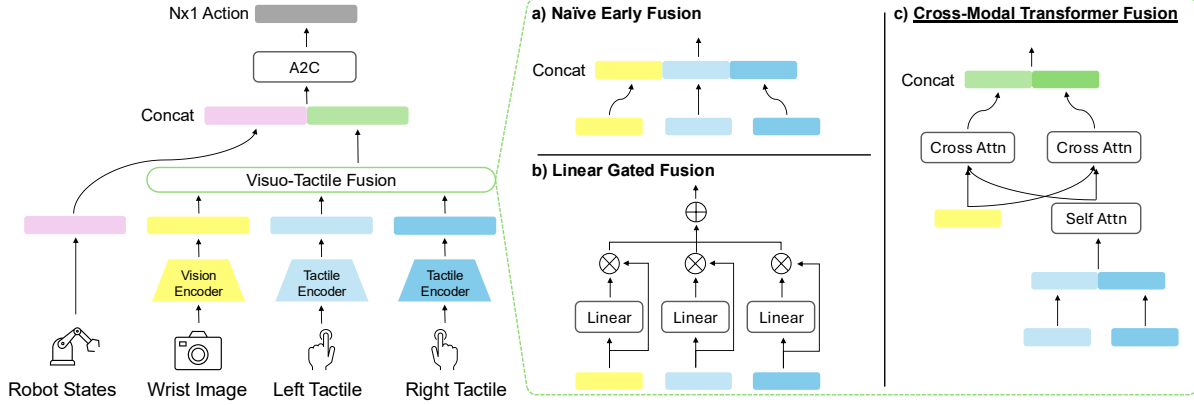 Nx1 Action
A2C
Concat
Visuo-Tactile Fusion
Vision
Encoder
Tactile
Encoder
Tactile
Encoder
Robot States
Wrist Image
Left Tactile
Right Tactile
a) Naïve Early Fusion
Concat
b) Linear Gated Fusion
Linear
Linear
Linear
c) Cross-Modal Transformer Fusion
Concat
Cross Attn
Cross Attn
Self Attn